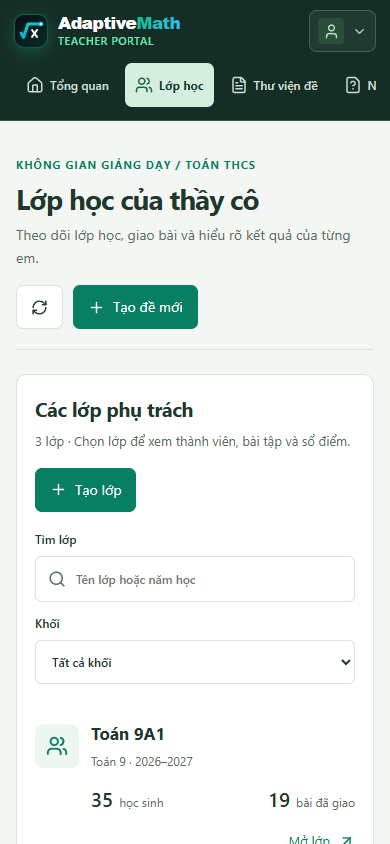 √x AdaptiveMath
TEACHER PORTAL
Tổng quan
Lớp học
Thư viện đề
N
KHÔNG GIAN GIẢNG DẠY / TOÁN THCS
Lớp học của thầy cô
Theo dõi lớp học, giao bài và hiểu rõ kết quả của từng
em.
Tạo đề mới
Các lớp phụ trách
3 lớp · Chọn lớp để xem thành viên, bài tập và sổ điểm.
Tạo lớp
Tìm lớp
Tên lớp hoặc năm học
Khối
Tất cả khối
Toán 9A1
Toán 9 · 2026–2027
35 học sinh
19 bài đã giao
Mở lớp